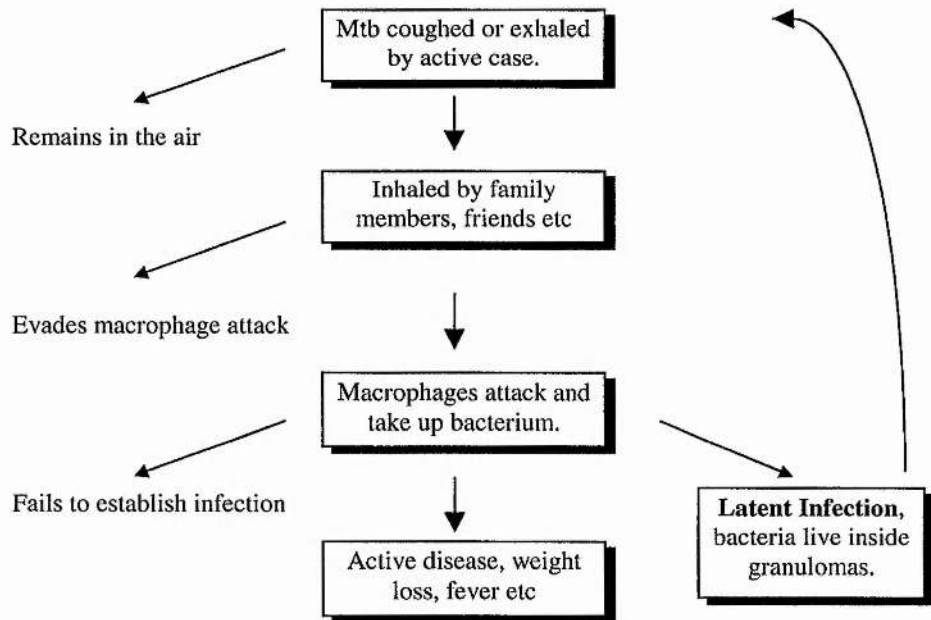 Mtb coughed or exhaled
by active case.
Remains in the air
Inhaled by family
members, friends etc
Evades macrophage attack
Macrophages attack and
take up bacterium.
Fails to establish infection
Latent Infection,
bacteria live inside
granulomas.
Active disease, weight
loss, fever etc